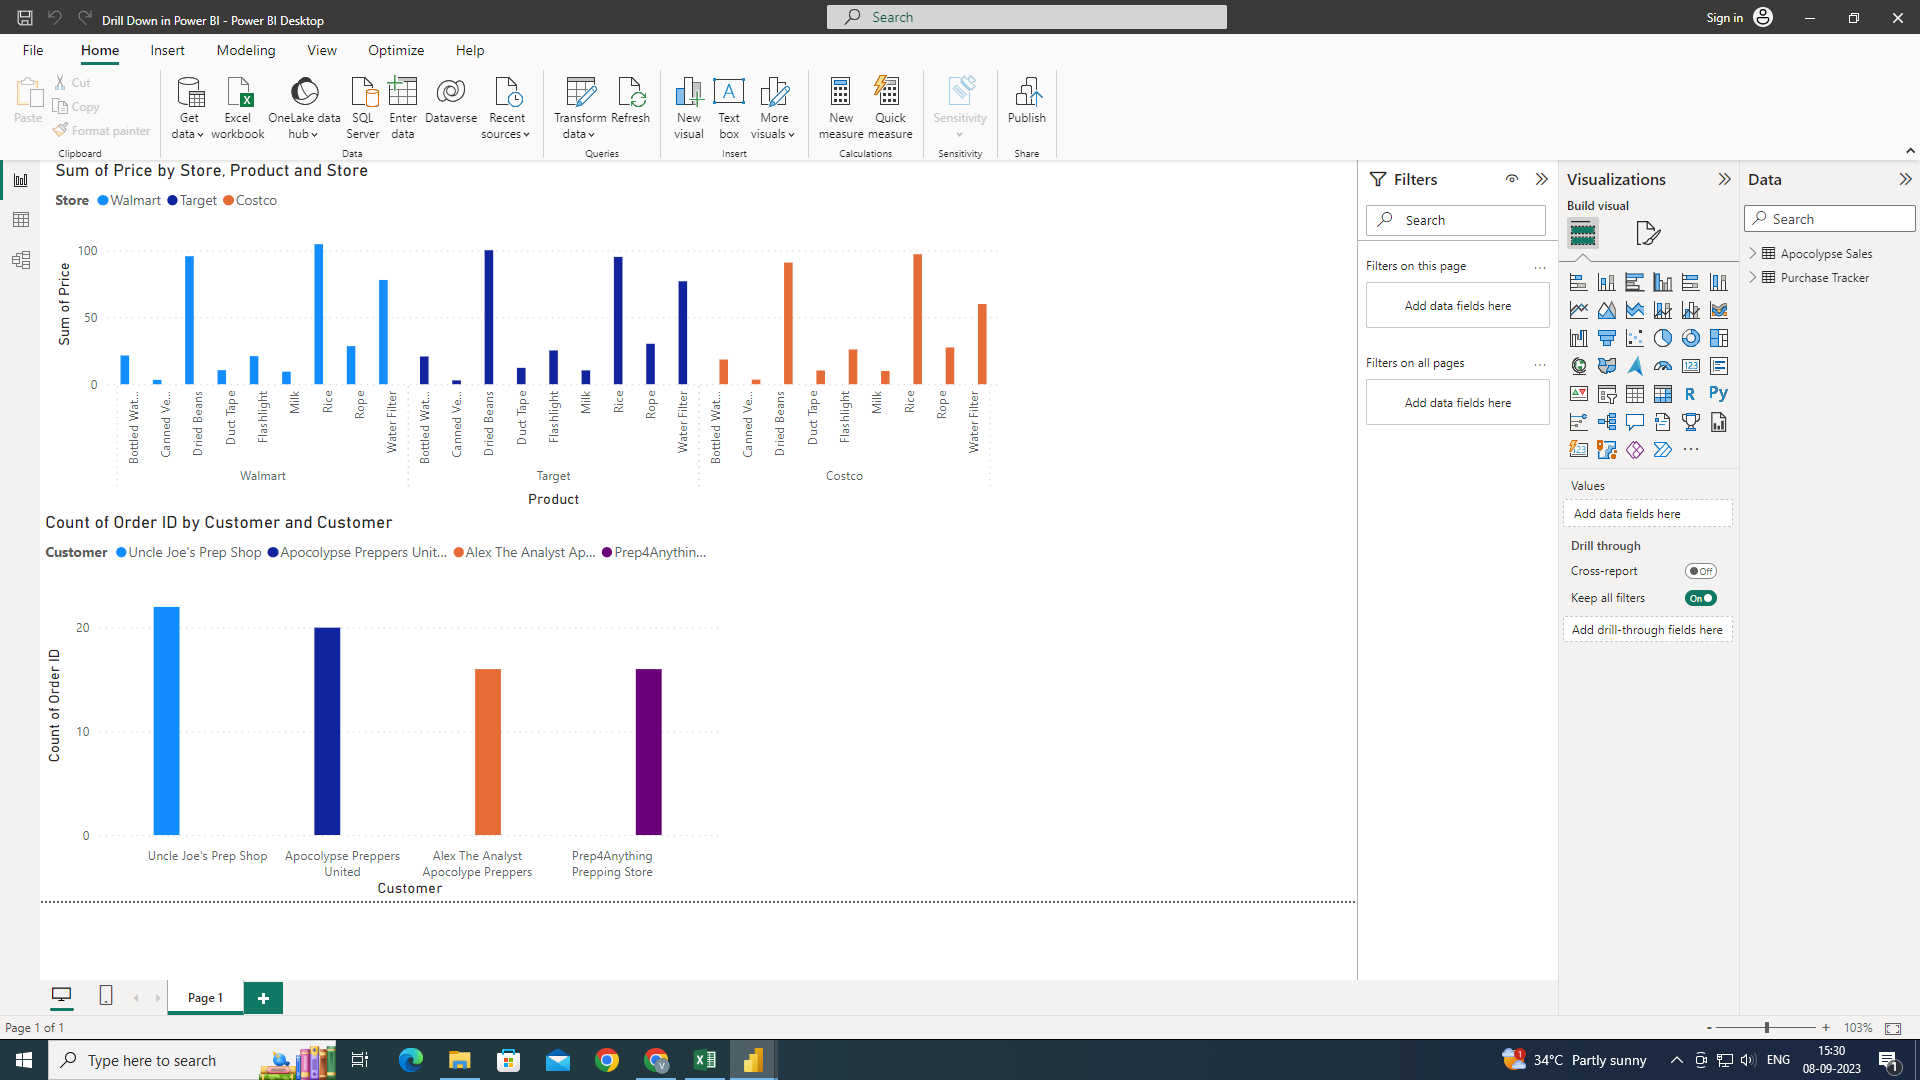 Drill Down in Power BI - Power BI Desktop
Search
Sign in
File Home Insert Modeling View Optimize Help
Paste
Cut
Copy
Format painter
Clipboard
Get data
Excel workbook
OneLake data hub
SQL Server
Enter data
Dataverse
Recent sources
Data
Transform data
Refresh
Queries
New visual
Text box
More visuals
Insert
New measure
Quick measure
Calculations
Sensitivity
Sensitivity
Publish
Share
Sum of Price by Store, Product and Store
Store Walmart Target Costco
Sum of Price
100
50
0
Bottled Wat... Canned Ve... Dried Beans Duct Tape Flashlight Milk Rice Rope Water Filter
Bottled Wat... Canned Ve... Dried Beans Duct Tape Flashlight Milk Rice Rope Water Filter
Bottled Wat... Canned Ve... Dried Beans Duct Tape Flashlight Milk Rice Rope Water Filter
Walmart Target Costco
Product
Count of Order ID by Customer and Customer
Customer Uncle Joe's Prep Shop Apocolypse Preppers Unit... Alex The Analyst Ap... Prep4Anythin...
Count of Order ID
20
10
0
Uncle Joe's Prep Shop
Apocolypse Preppers United
Alex The Analyst Apocolype Preppers
Prep4Anything Prepping Store
Customer
Filters
Search
Filters on this page ...
Add data fields here
Filters on all pages ...
Add data fields here
Visualizations
Build visual
123
R
Py
123
...
Values
Add data fields here
Drill through
Cross-report Off
Keep all filters On
Add drill-through fields here
Data
Search
Apocolypse Sales
Purchase Tracker
Page 1
+
Page 1 of 1
- + 103%
Type here to search
V
1
34°C Partly sunny
ENG
15:30
08-09-2023
1